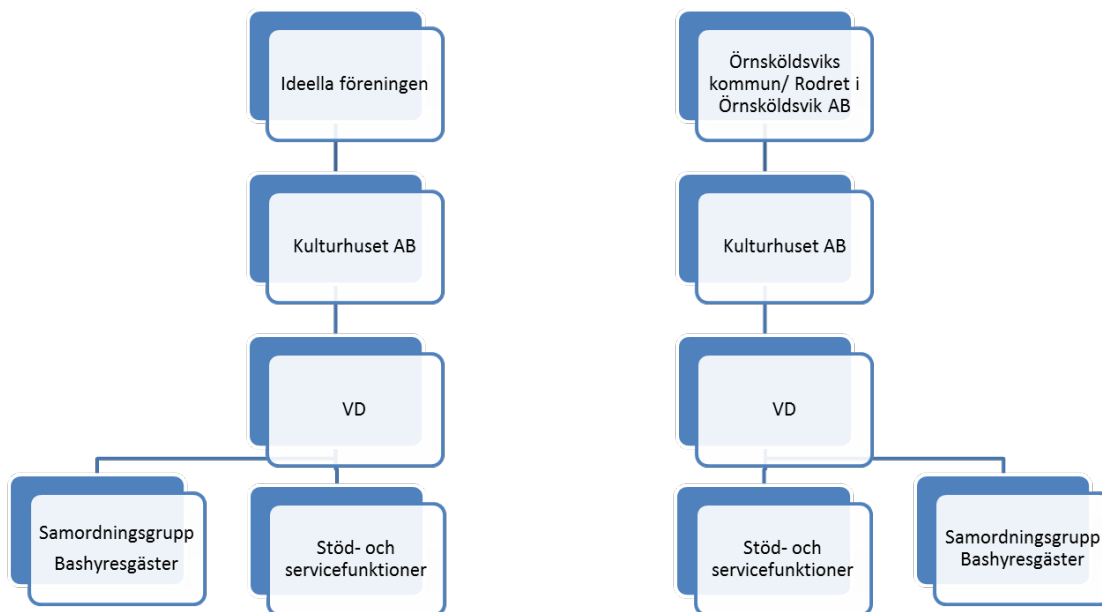 Ideella föreningen
Örnsköldsviks
kommun/ Rodret i
Örnsköldsvik AB
Kulturhuset AB
Kulturhuset AB
VD
VD
Samordningsgrupp
Bashyresgäster
Stöd- och
servicefunktioner
Stöd- och
servicefunktioner
Samordningsgrupp
Bashyresgäster